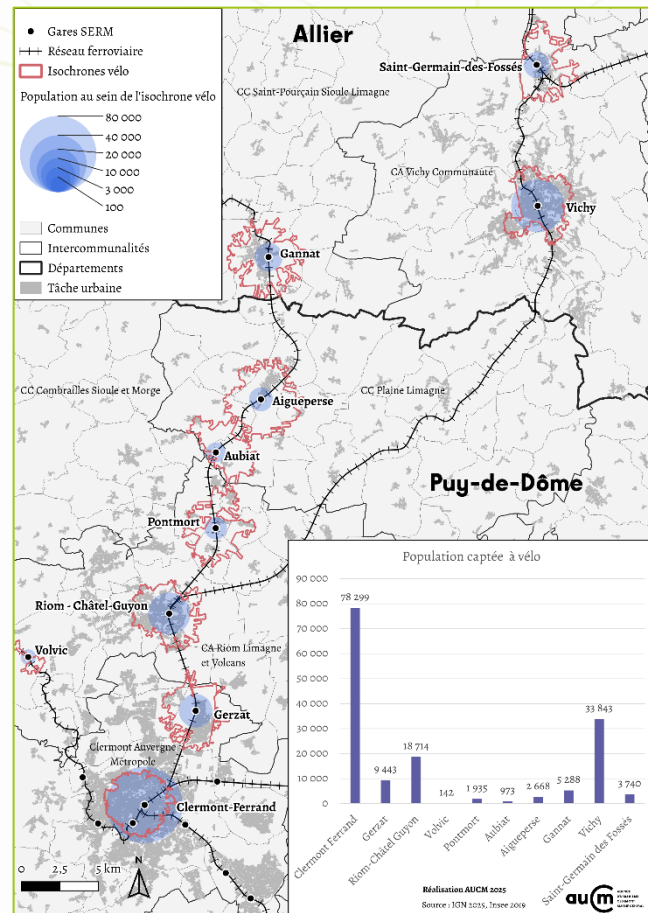 Gares SERM
Réseau ferroviaire
Isochrones vélo
Population au sein de l'isochrone vélo
80 000
40 000
20 000
10 000
3 000
100
Communes
Intercommunalités
Départements
Tâche urbaine
Allier
Saint-Germain-des-Fossés
CC Saint-Pourçain Sioule Limagne
CA Vichy Communauté
Vichy
Gannat
CC Combrailles Sioule et Morge
CC Plaine Limagne
Aigueperse
Aubiat
Puy-de-Dôme
Pontmort
Riom - Châtel-Guyon
Volvic
CA Riom Limagne
et Volcans
Gerzat
Clermont Auvergne
Métropole
Clermont-Ferrand
0 2,5 5 km
N
Population captée à vélo
90 000
80 000
70 000
60 000
50 000
40 000
30 000
20 000
10 000
0
78 299
9 443
18 714
142
1 935
973
2 668
5 288
33 843
3 740
Clermont Ferrand
Gerzat
Riom-Châtel Guyon
Volvic
Pontmort
Aubiat
Aigueperse
Gannat
Vichy
Saint-Germain des Fossés
Réalisation AUCM 2025
Source : IGN 2025, Insee 2019
aucm